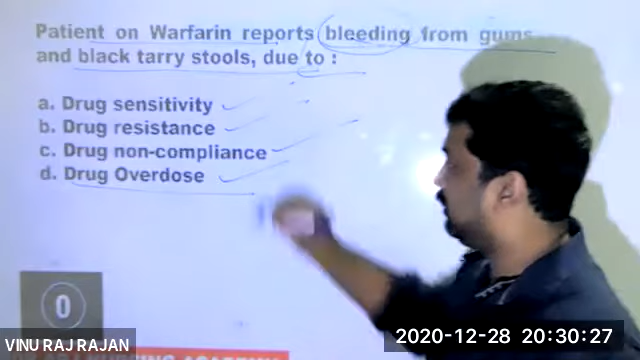 Patient on Warfarin reports bleeding from gums
and black tarry stools, due to :
a. Drug sensitivity
b. Drug resistance
c. Drug non-compliance
d. Drug Overdose
0
VINU RAJ RAJAN
2020-12-28 20:30:27